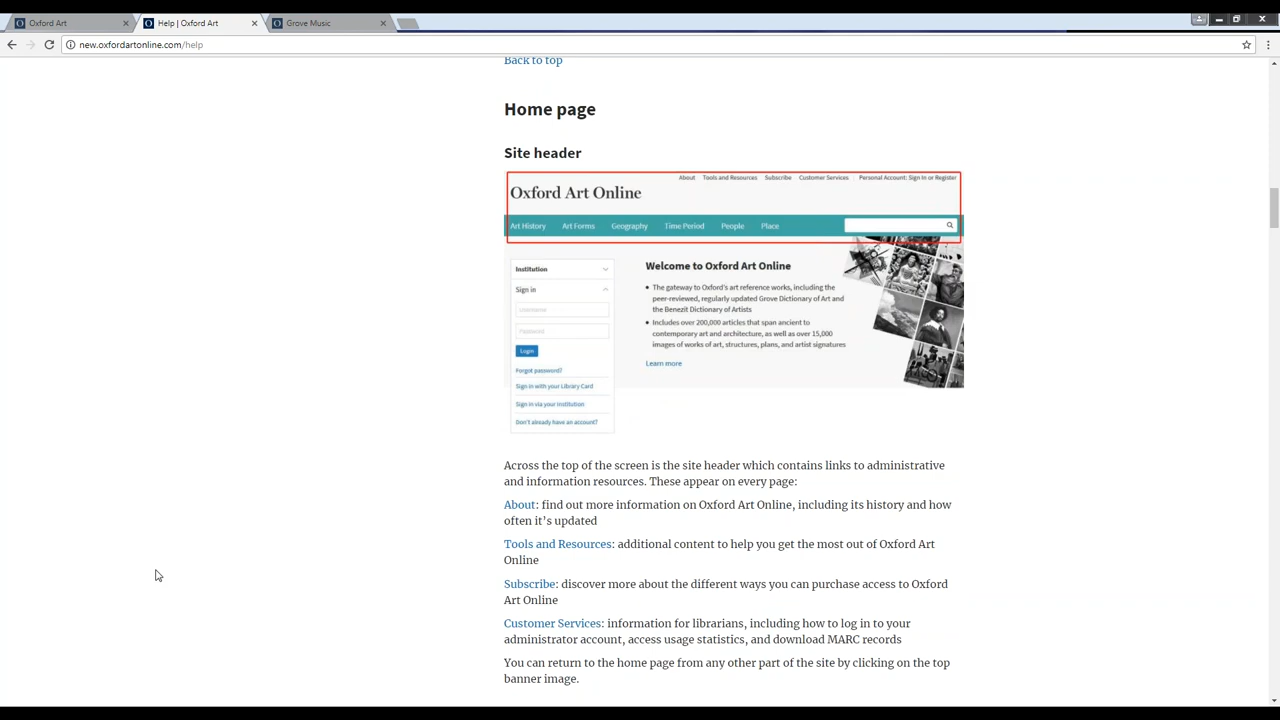 Oxford Art
Help | Oxford Art
Grove Music
new.oxfordartonline.com/help
Back to top
Home page
Site header
About Tools and Resources Subscribe Customer Services Personal Account: Sign In or Register
Oxford Art Online
Art History Art Forms Geography Time Period People Place
Institution
Sign in
Username
Password
Login
Forgot password?
Sign in with your Library Card
Sign in via your Institution
Don't already have an account?
Welcome to Oxford Art Online
• The gateway to Oxford's art reference works, including the
peer-reviewed, regularly updated Grove Dictionary of Art and
the Benezit Dictionary of Artists
• Includes over 200,000 articles that span ancient to
contemporary art and architecture, as well as over 15,000
images of works of art, structures, plans, and artist signatures
Learn more
Across the top of the screen is the site header which contains links to administrative
and information resources. These appear on every page:
About: find out more information on Oxford Art Online, including its history and how
often it's updated
Tools and Resources: additional content to help you get the most out of Oxford Art
Online
Subscribe: discover more about the different ways you can purchase access to Oxford
Art Online
Customer Services: information for librarians, including how to log in to your
administrator account, access usage statistics, and download MARC records
You can return to the home page from any other part of the site by clicking on the top
banner image.